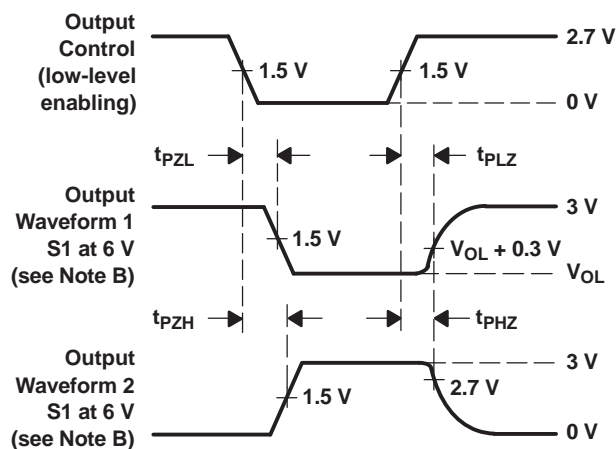 Output
Control
(low-level
enabling)
1.5 V
1.5 V
2.7 V
0 V
tPZL
tPLZ
Output
Waveform 1
S1 at 6 V
(see Note B)
1.5 V
3 V
VOL + 0.3 V
VOL
tPZH
tPHZ
Output
Waveform 2
S1 at 6 V
(see Note B)
1.5 V
3 V
2.7 V
0 V